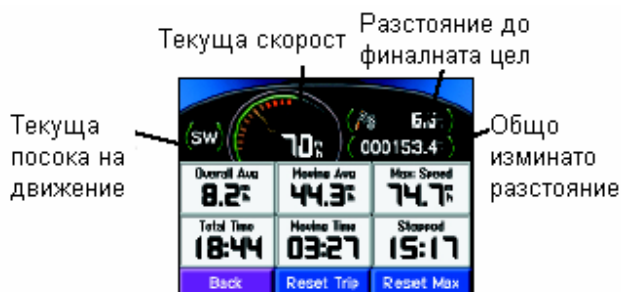 Разстояние до
финалната цел
Текуща скорост
Текуща
посока на
движение
SW
70
000153.4
Общо
изминато
разстояние
Overall Avg
Moving Avg
Max Speed
8.2
44.3
74.7
Total Time
Moving Time
Stopped
18:44
03:27
15:17
Back
Reset Trip
Reset Max